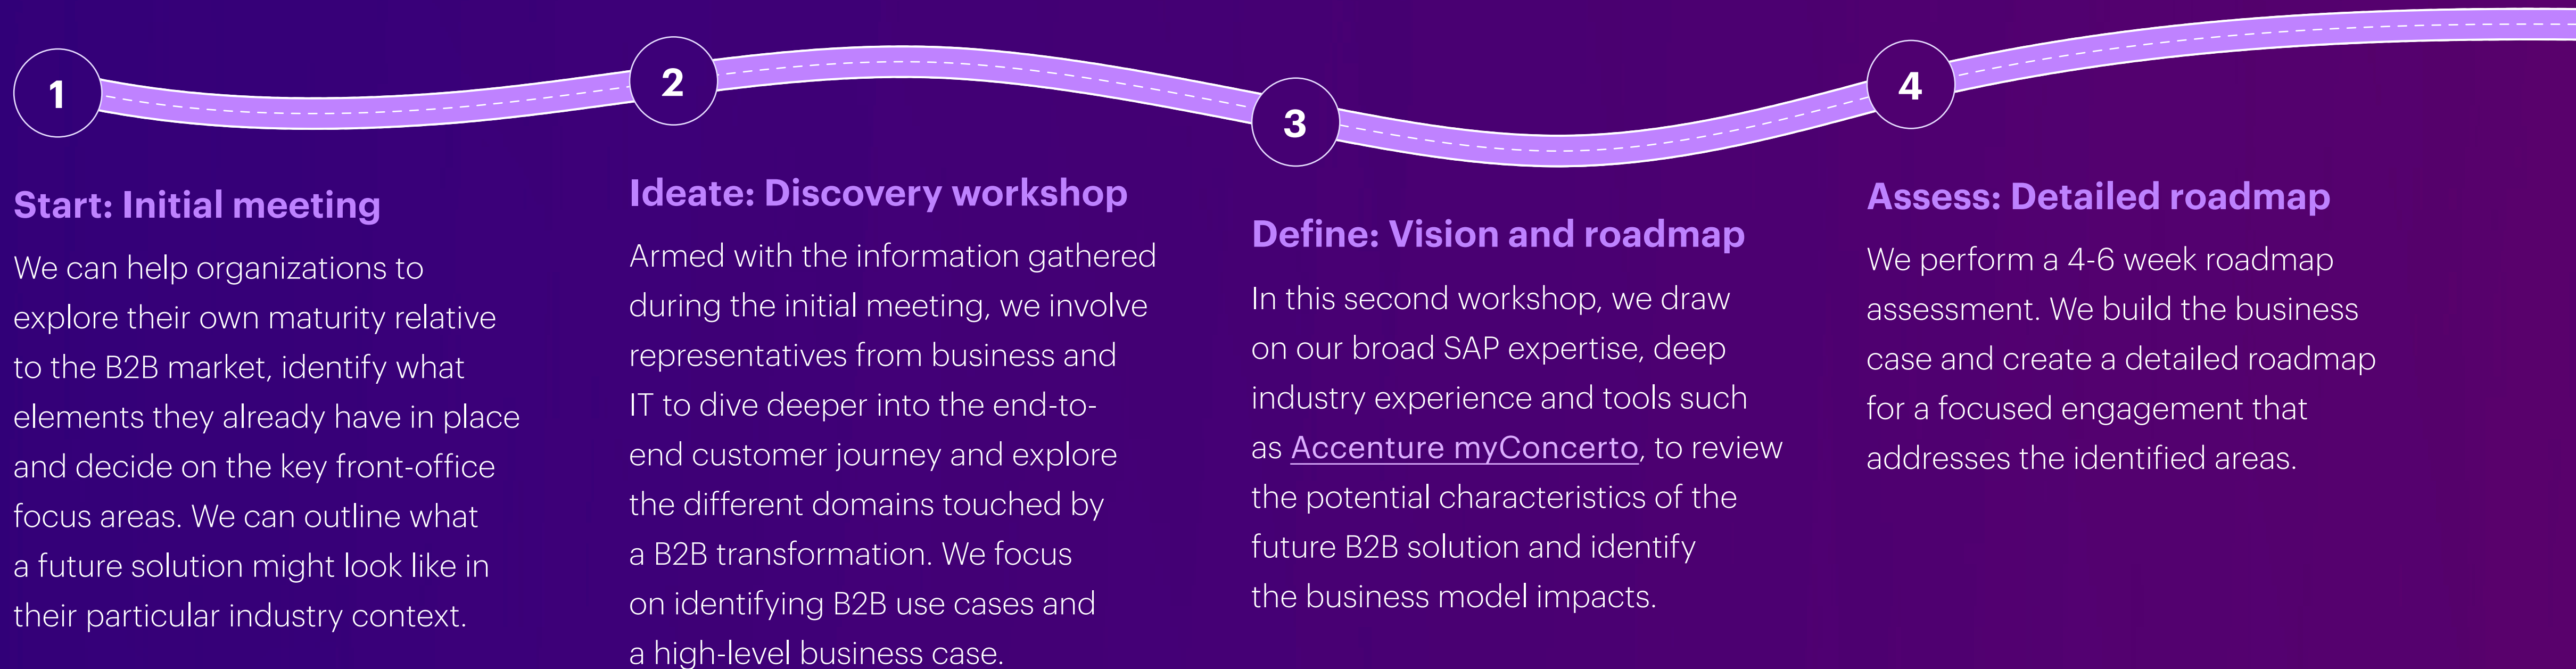 1
Start: Initial meeting
We can help organizations to
explore their own maturity relative
to the B2B market, identify what
elements they already have in place
and decide on the key front-office
focus areas. We can outline what
a future solution might look like in
their particular industry context.
2
Ideate: Discovery workshop
Armed with the information gathered
during the initial meeting, we involve
representatives from business and
IT to dive deeper into the end-to-
end customer journey and explore
the different domains touched by
a B2B transformation. We focus
on identifying B2B use cases and
a high-level business case.
3
Define: Vision and roadmap
In this second workshop, we draw
on our broad SAP expertise, deep
industry experience and tools such
as Accenture myConcerto, to review
the potential characteristics of the
future B2B solution and identify
the business model impacts.
4
Assess: Detailed roadmap
We perform a 4-6 week roadmap
assessment. We build the business
case and create a detailed roadmap
for a focused engagement that
addresses the identified areas.